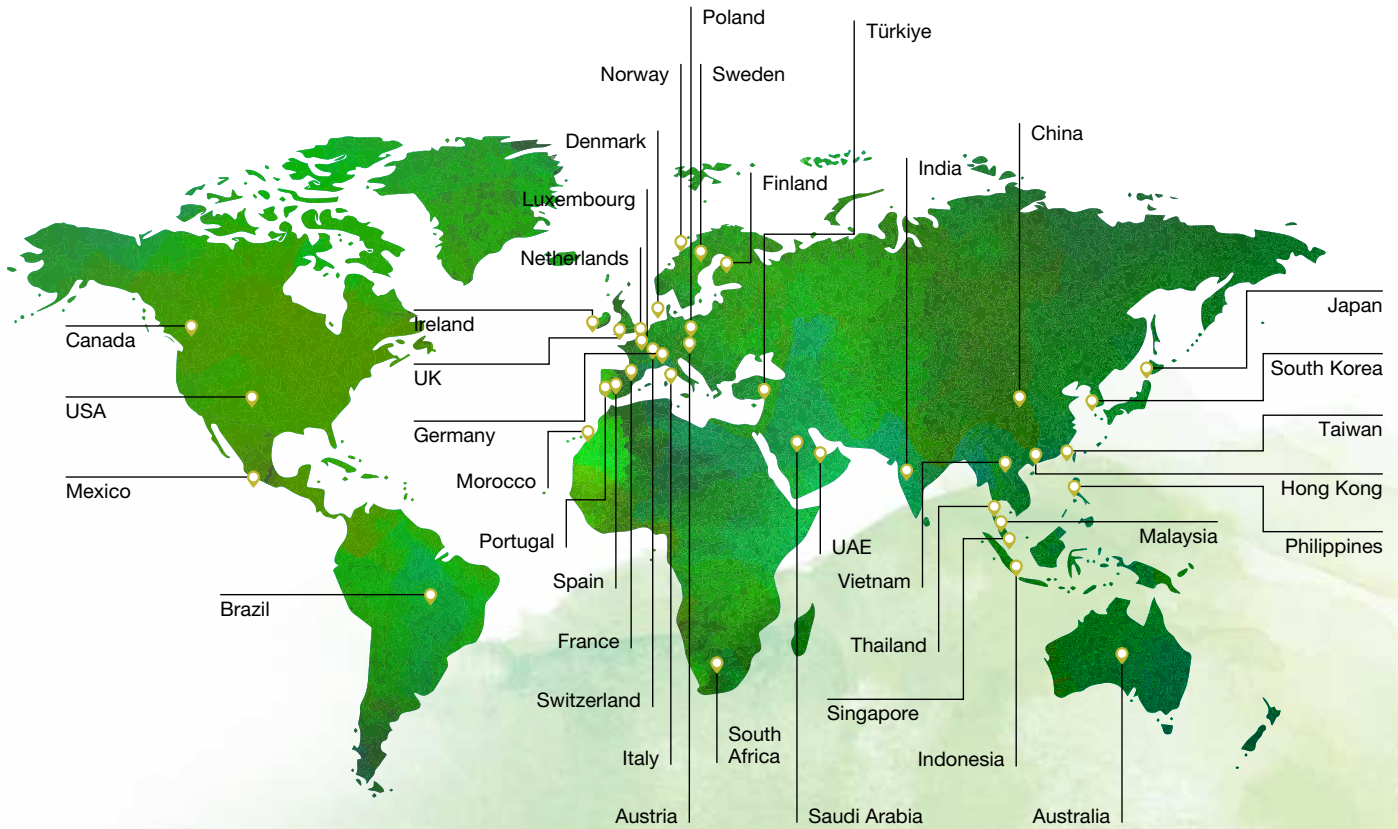 Poland
Türkiye
Norway
Sweden
Denmark
China
India
Finland
Luxembourg
Netherlands
Japan
Ireland
Canada
South Korea
UK
USA
Germany
Taiwan
Morocco
Mexico
Hong Kong
Portugal
Malaysia
Philippines
UAE
Spain
Vietnam
Brazil
France
Thailand
Switzerland
Singapore
South
Africa
Italy
Indonesia
Austria
Saudi Arabia
Australia